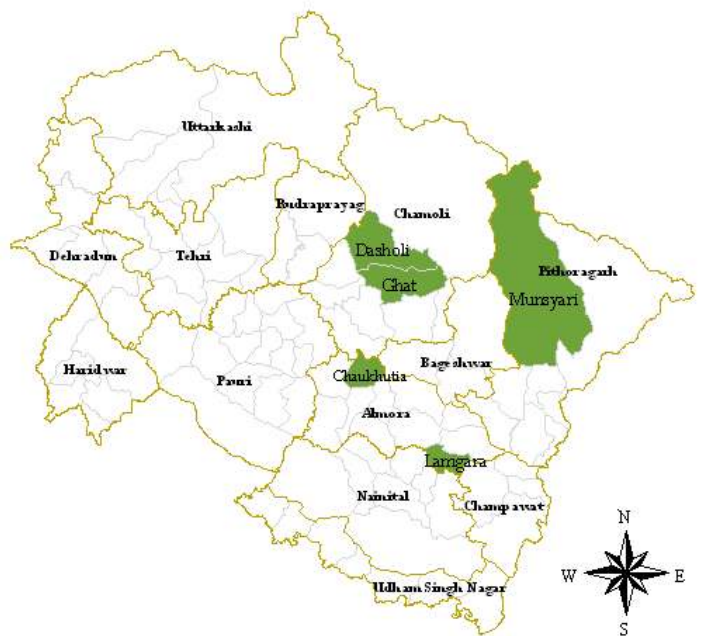 Uttarkashi
Rudraprayag
Chamoli
Dehradun
Tehri
Dasholi
Pithoragarh
Ghat
Munsyari
Haridwar
Pauri
Chaukhutia
Bageshwar
Almora
Lamgara
Nainital
Champawat
Udham Singh Nagar
N
W
E
S